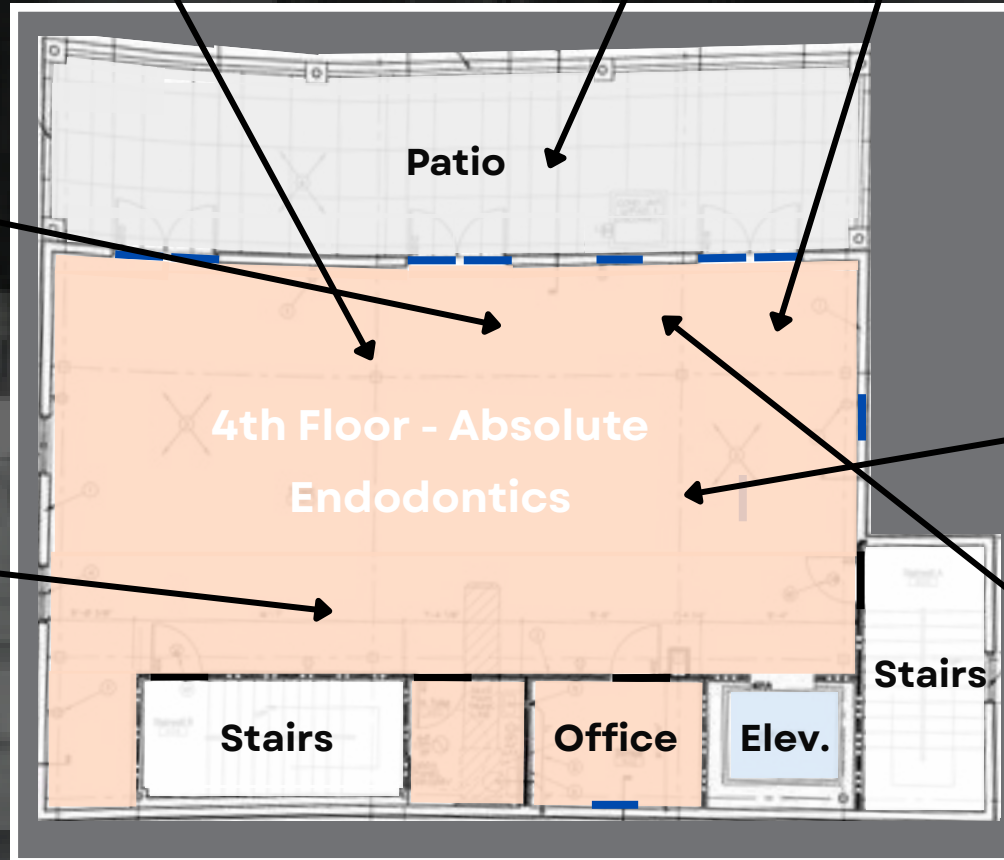 Patio
4th Floor - Absolute
Endodontics
Stairs
Stairs
Office
Elev.